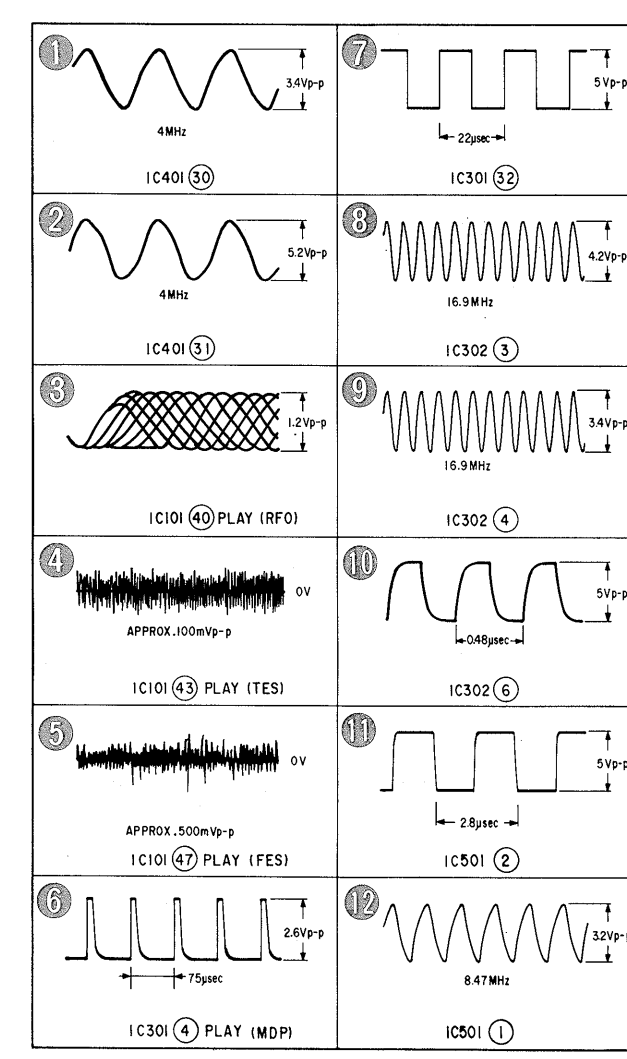 1
3.4Vp-p
4MHz
IC401 30
2
5.2Vp-p
4MHz
IC401 31
3
1.2Vp-p
IC101 40 PLAY (RFO)
4
0V
APPROX.100mVp-p
IC101 43 PLAY (TES)
5
0V
APPROX.500mVp-p
IC101 47 PLAY (FES)
6
2.6Vp-p
75μsec
IC301 4 PLAY (MDP)
7
5Vp-p
22μsec
IC301 32
8
4.2Vp-p
16.9MHz
IC302 3
9
3.4Vp-p
16.9MHz
IC302 4
10
5Vp-p
0.48μsec
IC302 6
11
5Vp-p
2.8μsec
IC501 2
12
3.2Vp-p
8.47MHz
IC501 1